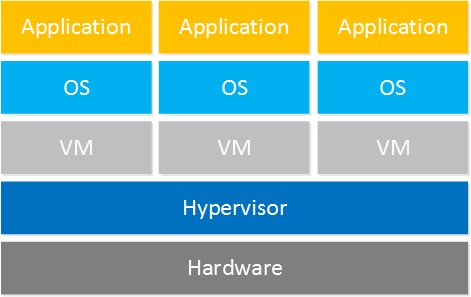 Application Application Application
OS OS OS
VM VM VM
Hypervisor
Hardware